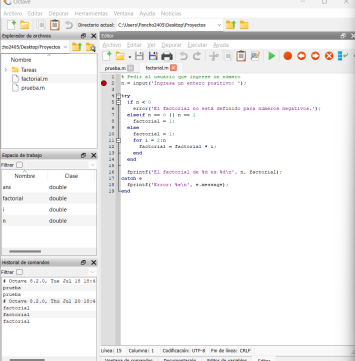 Octave
Archivo Editar Depurar Herramientas Ventana Ayuda Noticias
Directorio actual: C:\Users\Pancho2405\Desktop\Proyectos
Explorador de archivos
Editor
cho2405/Desktop/Proyectos
Archivo Editar Ver Depurar Ejecutar Ayuda
Nombre
Tareas
factorial.m
prueba.m
prueba.m
factorial.m
1 % Pedir al usuario que ingrese un número
2 n = input('Ingresa un entero positivo: ');
3
4 try
5 if n < 0
6 error('El factorial no está definido para números negativos.');
7 elseif n == 0 || n == 1
8 factorial = 1;
9 else
10 factorial = 1;
11 for i = 2:n
12 factorial = factorial * i;
13 end
14 end
15
16 fprintf('El factorial de %d es %d\n', n, factorial);
17 catch e
18 fprintf('Error: %s\n', e.message);
19 end
Espacio de trabajo
Filtrar
Nombre Clase
ans double
factorial double
i double
n double
Historial de comandos
Filtrar
# Octave 8.2.0, Tue Jul 18 18:4
prueba
prueba
# Octave 8.2.0, Thu Jul 20 18:4
factorial
factorial
factorial
Línea: 19 Columna: 1 Codificación: UTF-8 Fin de línea: CRLF
Ventana de comandos Documentación Editor de variables Editor